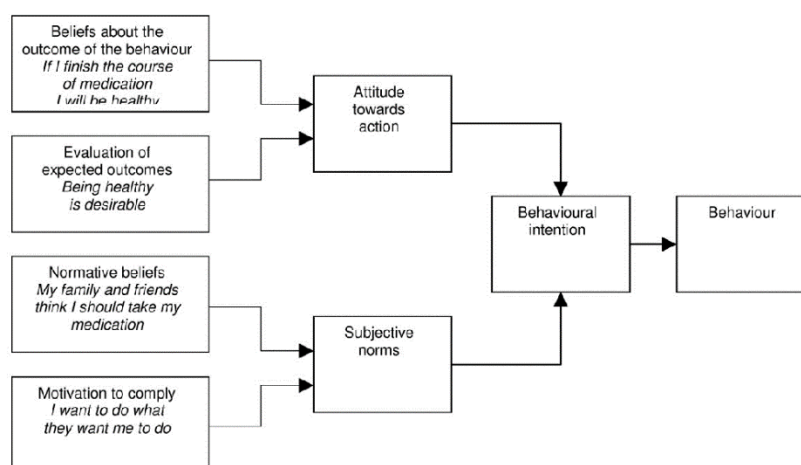 Beliefs about the
outcome of the behaviour
If I finish the course
of medication
I will be healthy
Evaluation of
expected outcomes
Being healthy
is desirable
Normative beliefs
My family and friends
think I should take my
medication
Motivation to comply
I want to do what
they want me to do
Attitude
towards
action
Subjective
norms
Behavioural
intention
Behaviour